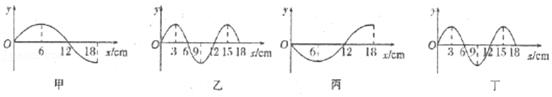 y y y y
O 6 12 18 x/cm O 3 6 9 12 15 18 x/cm O 6 12 18 x/cm O 3 6 9 12 15 18 x/cm
甲 乙 丙 丁